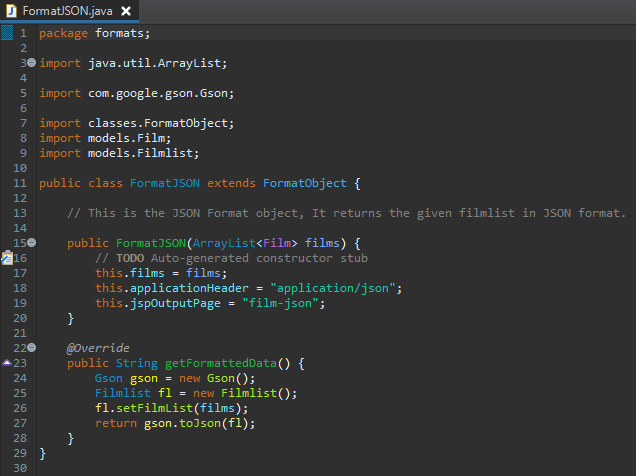 FormatJSON.java
1 package formats;
2
3 import java.util.ArrayList;
4
5 import com.google.gson.Gson;
6
7 import classes.FormatObject;
8 import models.Film;
9 import models.Filmlist;
10
11 public class FormatJSON extends FormatObject {
12
13     // This is the JSON Format object, It returns the given filmlist in JSON format.
14
15     public FormatJSON(ArrayList<Film> films) {
16         // TODO Auto-generated constructor stub
17         this.films = films;
18         this.applicationHeader = "application/json";
19         this.jspOutputPage = "film-json";
20     }
21
22     @Override
23     public String getFormattedData() {
24         Gson gson = new Gson();
25         Filmlist fl = new Filmlist();
26         fl.setFilmList(films);
27         return gson.toJson(fl);
28     }
29 }
30